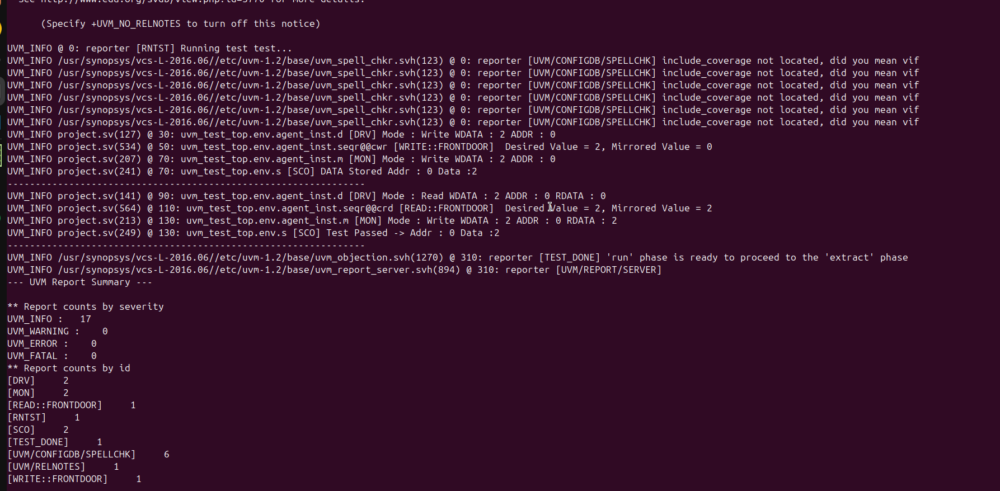 See http://www.eda.org/svdb/view.php?id=3770 for more details.
(Specify +UVM_NO_RELNOTES to turn off this notice)
UVM_INFO @ 0: reporter [RNTST] Running test test...
UVM_INFO /usr/synopsys/vcs-L-2016.06//etc/uvm-1.2/base/uvm_spell_chkr.svh(123) @ 0: reporter [UVM/CONFIGDB/SPELLCHK] include_coverage not located, did you mean vif
UVM_INFO /usr/synopsys/vcs-L-2016.06//etc/uvm-1.2/base/uvm_spell_chkr.svh(123) @ 0: reporter [UVM/CONFIGDB/SPELLCHK] include_coverage not located, did you mean vif
UVM_INFO /usr/synopsys/vcs-L-2016.06//etc/uvm-1.2/base/uvm_spell_chkr.svh(123) @ 0: reporter [UVM/CONFIGDB/SPELLCHK] include_coverage not located, did you mean vif
UVM_INFO /usr/synopsys/vcs-L-2016.06//etc/uvm-1.2/base/uvm_spell_chkr.svh(123) @ 0: reporter [UVM/CONFIGDB/SPELLCHK] include_coverage not located, did you mean vif
UVM_INFO /usr/synopsys/vcs-L-2016.06//etc/uvm-1.2/base/uvm_spell_chkr.svh(123) @ 0: reporter [UVM/CONFIGDB/SPELLCHK] include_coverage not located, did you mean vif
UVM_INFO /usr/synopsys/vcs-L-2016.06//etc/uvm-1.2/base/uvm_spell_chkr.svh(123) @ 0: reporter [UVM/CONFIGDB/SPELLCHK] include_coverage not located, did you mean vif
UVM_INFO project.sv(127) @ 30: uvm_test_top.env.agent_inst.d [DRV] Mode : Write WDATA : 2 ADDR : 0
UVM_INFO project.sv(534) @ 50: uvm_test_top.env.agent_inst.seqr@@cwr [WRITE::FRONTDOOR]  Desired Value = 2, Mirrored Value = 0
UVM_INFO project.sv(207) @ 70: uvm_test_top.env.agent_inst.m [MON] Mode : Write WDATA : 2 ADDR : 0
UVM_INFO project.sv(241) @ 70: uvm_test_top.env.s [SCO] DATA Stored Addr : 0 Data :2
----------------------------------------------------------------
UVM_INFO project.sv(141) @ 90: uvm_test_top.env.agent_inst.d [DRV] Mode : Read WDATA : 2 ADDR : 0 RDATA : 0
UVM_INFO project.sv(564) @ 110: uvm_test_top.env.agent_inst.seqr@@crd [READ::FRONTDOOR]  Desired Value = 2, Mirrored Value = 2
UVM_INFO project.sv(213) @ 130: uvm_test_top.env.agent_inst.m [MON] Mode : Write WDATA : 2 ADDR : 0 RDATA : 2
UVM_INFO project.sv(249) @ 130: uvm_test_top.env.s [SCO] Test Passed -> Addr : 0 Data :2
----------------------------------------------------------------
UVM_INFO /usr/synopsys/vcs-L-2016.06//etc/uvm-1.2/base/uvm_objection.svh(1270) @ 310: reporter [TEST_DONE] 'run' phase is ready to proceed to the 'extract' phase
UVM_INFO /usr/synopsys/vcs-L-2016.06//etc/uvm-1.2/base/uvm_report_server.svh(894) @ 310: reporter [UVM/REPORT/SERVER]
--- UVM Report Summary ---
** Report counts by severity
UVM_INFO :   17
UVM_WARNING :    0
UVM_ERROR :    0
UVM_FATAL :    0
** Report counts by id
[DRV]     2
[MON]     2
[READ::FRONTDOOR]     1
[RNTST]     1
[SCO]     2
[TEST_DONE]     1
[UVM/CONFIGDB/SPELLCHK]     6
[UVM/RELNOTES]     1
[WRITE::FRONTDOOR]     1